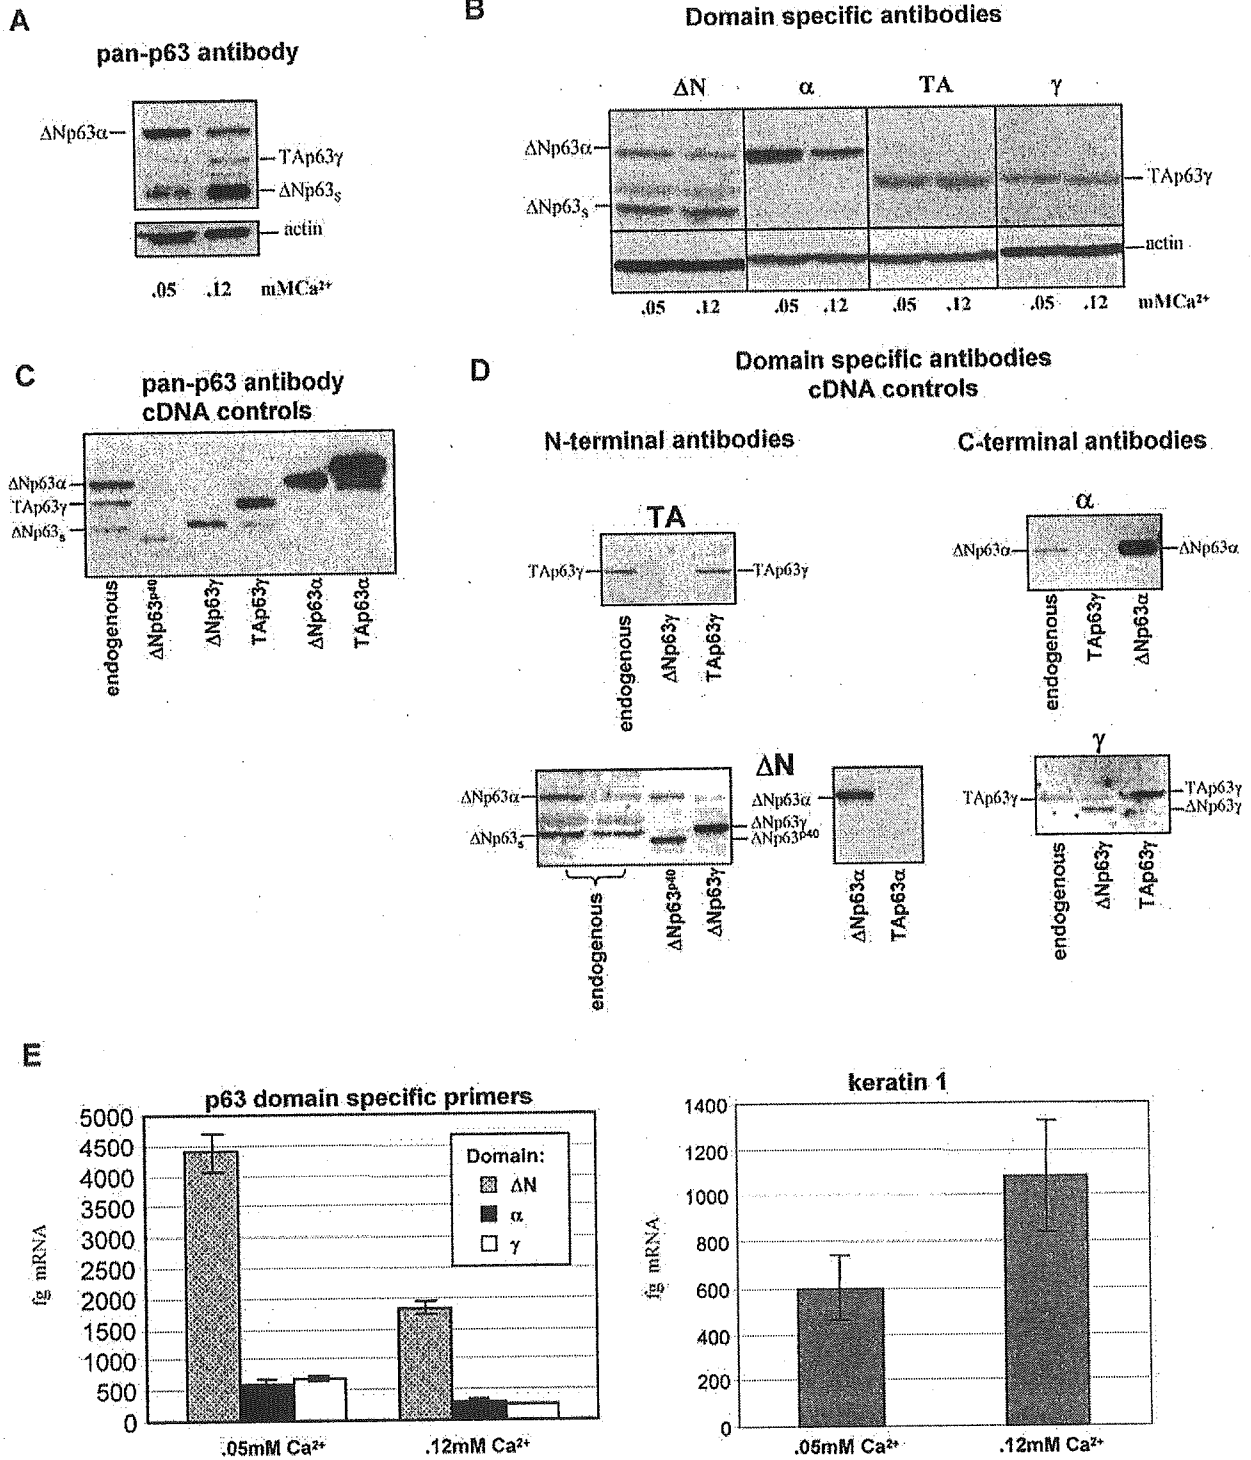 A
pan-p63 antibody
ΔNp63α
TAp63γ
ΔNp63s
actin
.05 .12 mMCa²⁺
B
Domain specific antibodies
ΔN α TA γ
ΔNp63α
TAp63γ
ΔNp63s
actin
.05 .12 .05 .12 .05 .12 .05 .12 mMCa²⁺
C
pan-p63 antibody
cDNA controls
ΔNp63α
TAp63γ
ΔNp63s
endogenous
ΔNp63p40
ΔNp63γ
TAp63γ
ΔNp63α
TAp63α
D
Domain specific antibodies
cDNA controls
N-terminal antibodies
C-terminal antibodies
TA
TAp63γ
TAp63γ
endogenous
ΔNp63γ
TAp63γ
α
ΔNp63α
ΔNp63α
endogenous
TAp63γ
ΔNp63α
ΔN
ΔNp63α
ΔNp63s
ΔNp63γ
ΔNp63p40
endogenous
ΔNp63p40
ΔNp63γ
ΔNp63α
ΔNp63α
TAp63α
γ
TAp63γ
TAp63γ
ΔNp63γ
endogenous
ΔNp63γ
TAp63γ
E
p63 domain specific primers
5000
4500
4000
3500
3000
2500
2000
1500
1000
500
0
fg mRNA
Domain:
ΔN
α
γ
.05mM Ca²⁺ .12mM Ca²⁺
keratin 1
1400
1200
1000
800
600
400
200
0
fg mRNA
.05mM Ca²⁺ .12mM Ca²⁺